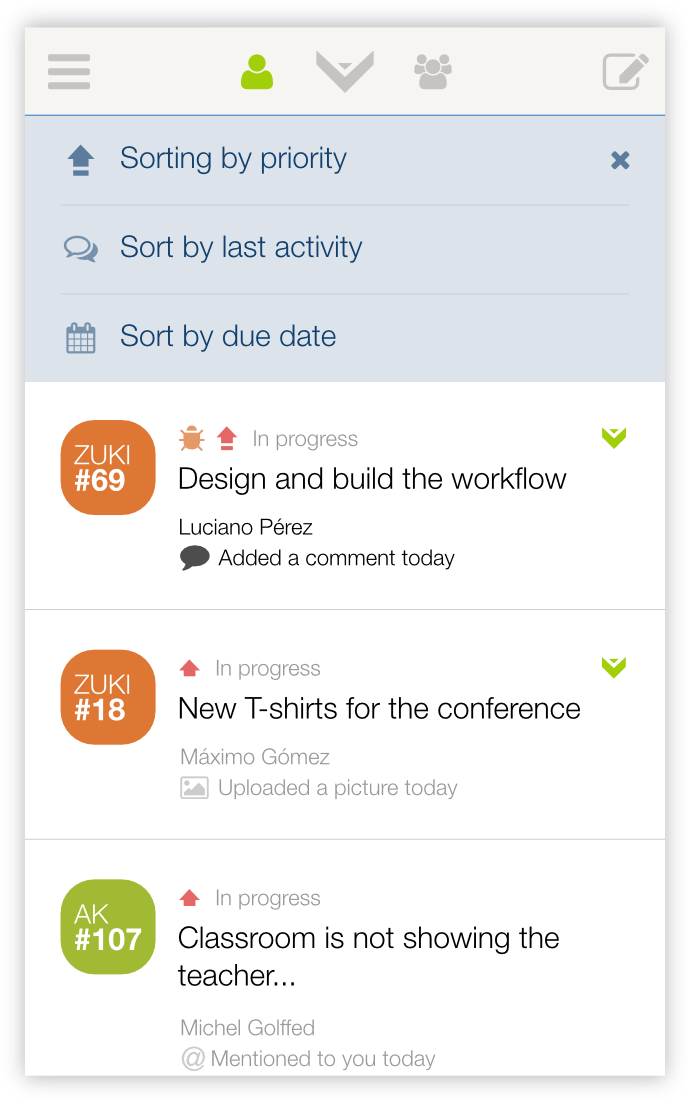 Sorting by priority
Sort by last activity
Sort by due date
ZUKI
#69
In progress
Design and build the workflow
Luciano Pérez
Added a comment today
ZUKI
#18
In progress
New T-shirts for the conference
Máximo Gómez
Uploaded a picture today
AK
#107
In progress
Classroom is not showing the
teacher...
Michel Golffed
@ Mentioned to you today